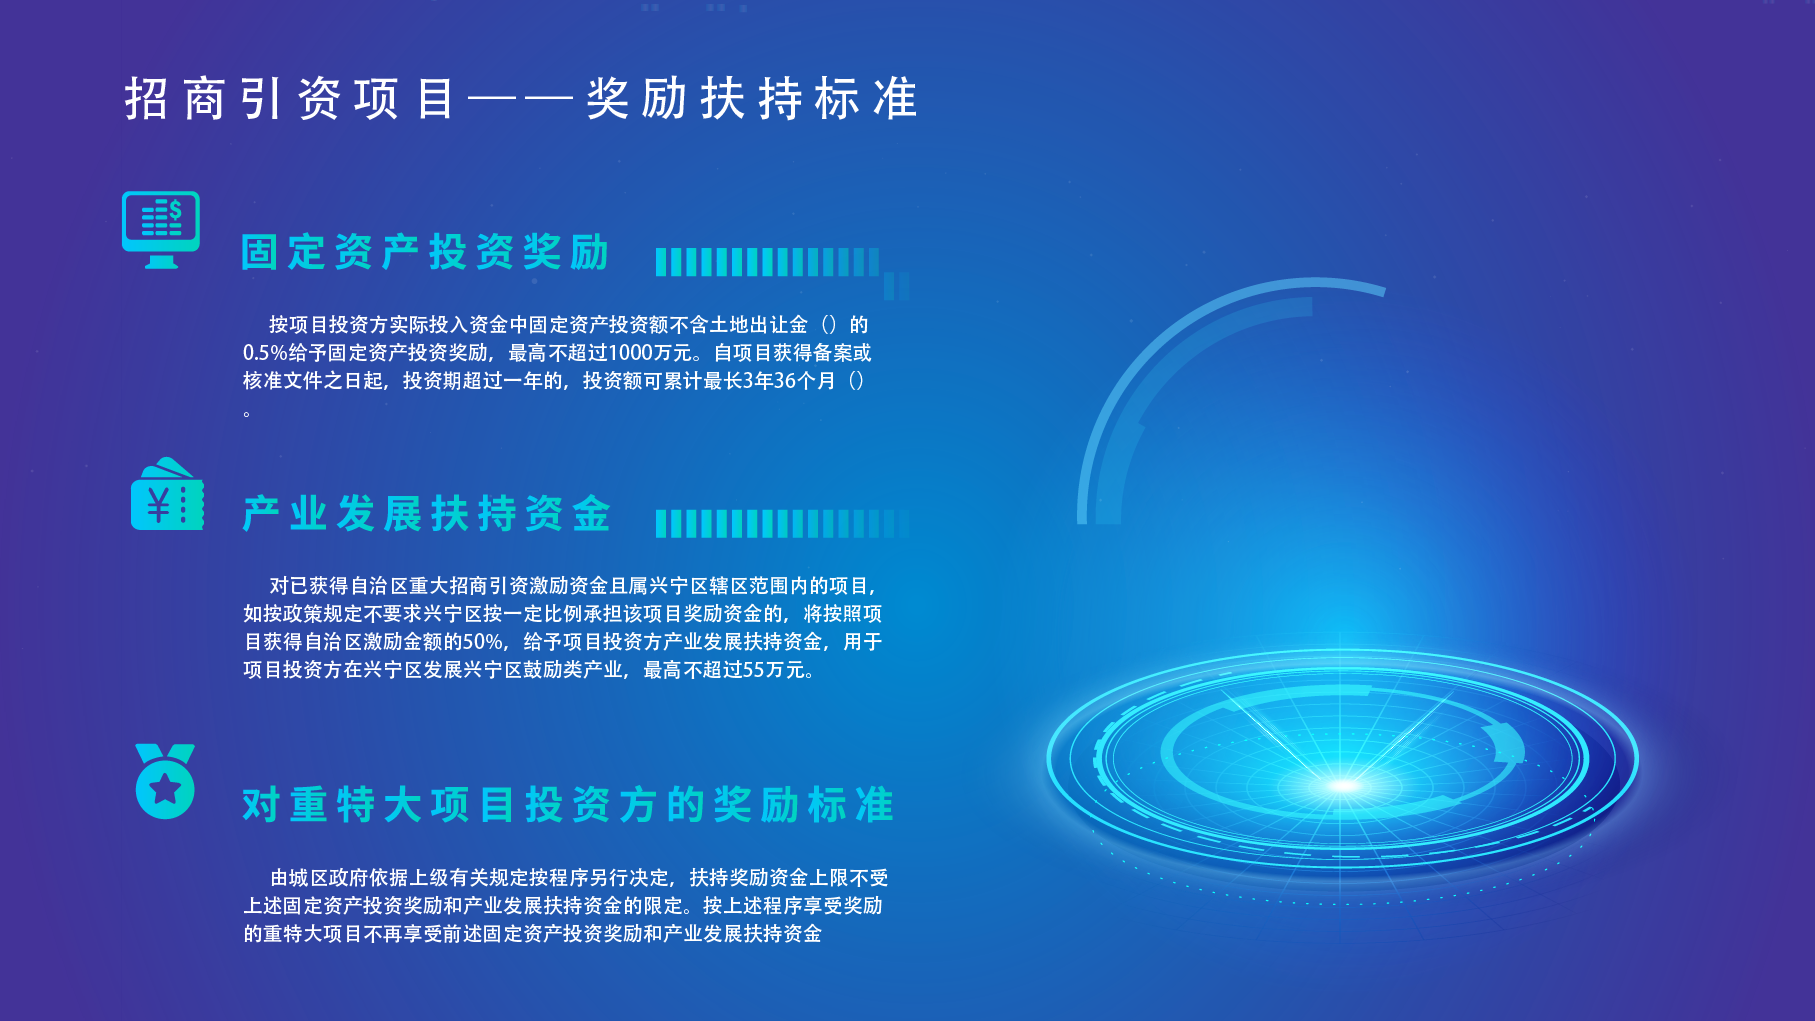 招商引资项目——奖励扶持标准
$
固定资产投资奖励
按项目投资方实际投入资金中固定资产投资额不含土地出让金（）的
0.5%给予固定资产投资奖励，最高不超过1000万元。自项目获得备案或
核准文件之日起，投资期超过一年的，投资额可累计最长3年36个月（）
。
¥
产业发展扶持资金
对已获得自治区重大招商引资激励资金且属兴宁区辖区范围内的项目，
如按政策规定不要求兴宁区按一定比例承担该项目奖励资金的，将按照项
目获得自治区激励金额的50%，给予项目投资方产业发展扶持资金，用于
项目投资方在兴宁区发展兴宁区鼓励类产业，最高不超过55万元。
对重特大项目投资方的奖励标准
由城区政府依据上级有关规定按程序另行决定，扶持奖励资金上限不受
上述固定资产投资奖励和产业发展扶持资金的限定。按上述程序享受奖励
的重特大项目不再享受前述固定资产投资奖励和产业发展扶持资金